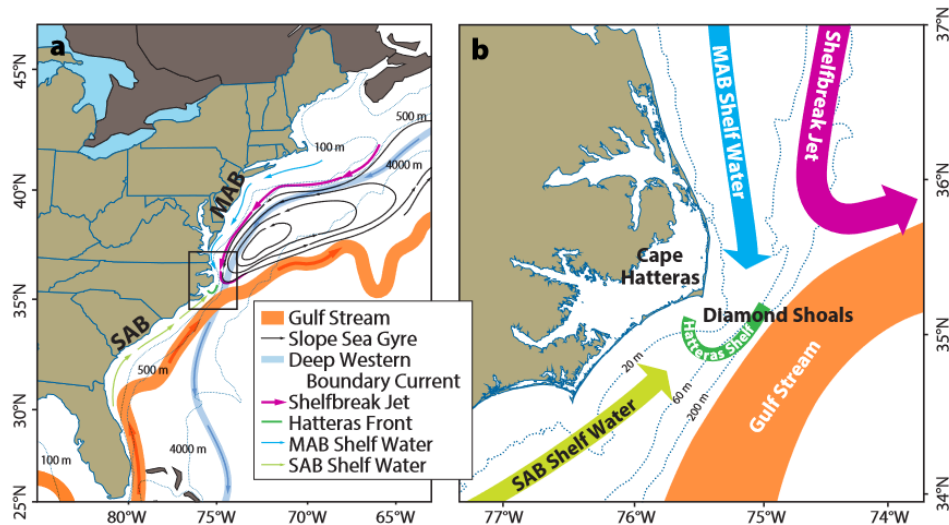 a
45°N
40°N
35°N
30°N
25°N
80°W
75°W
70°W
65°W
MAB
SAB
100 m
500 m
4000 m
500 m
4000 m
100 m
Gulf Stream
Slope Sea Gyre
Deep Western
Boundary Current
Shelfbreak Jet
Hatteras Front
MAB Shelf Water
SAB Shelf Water
b
MAB Shelf Water
Shelfbreak Jet
Cape
Hatteras
Diamond Shoals
Hatteras Shelf
20 m
60 m
200 m
Gulf Stream
SAB Shelf Water
37°N
36°N
35°N
34°N
77°W
76°W
75°W
74°W